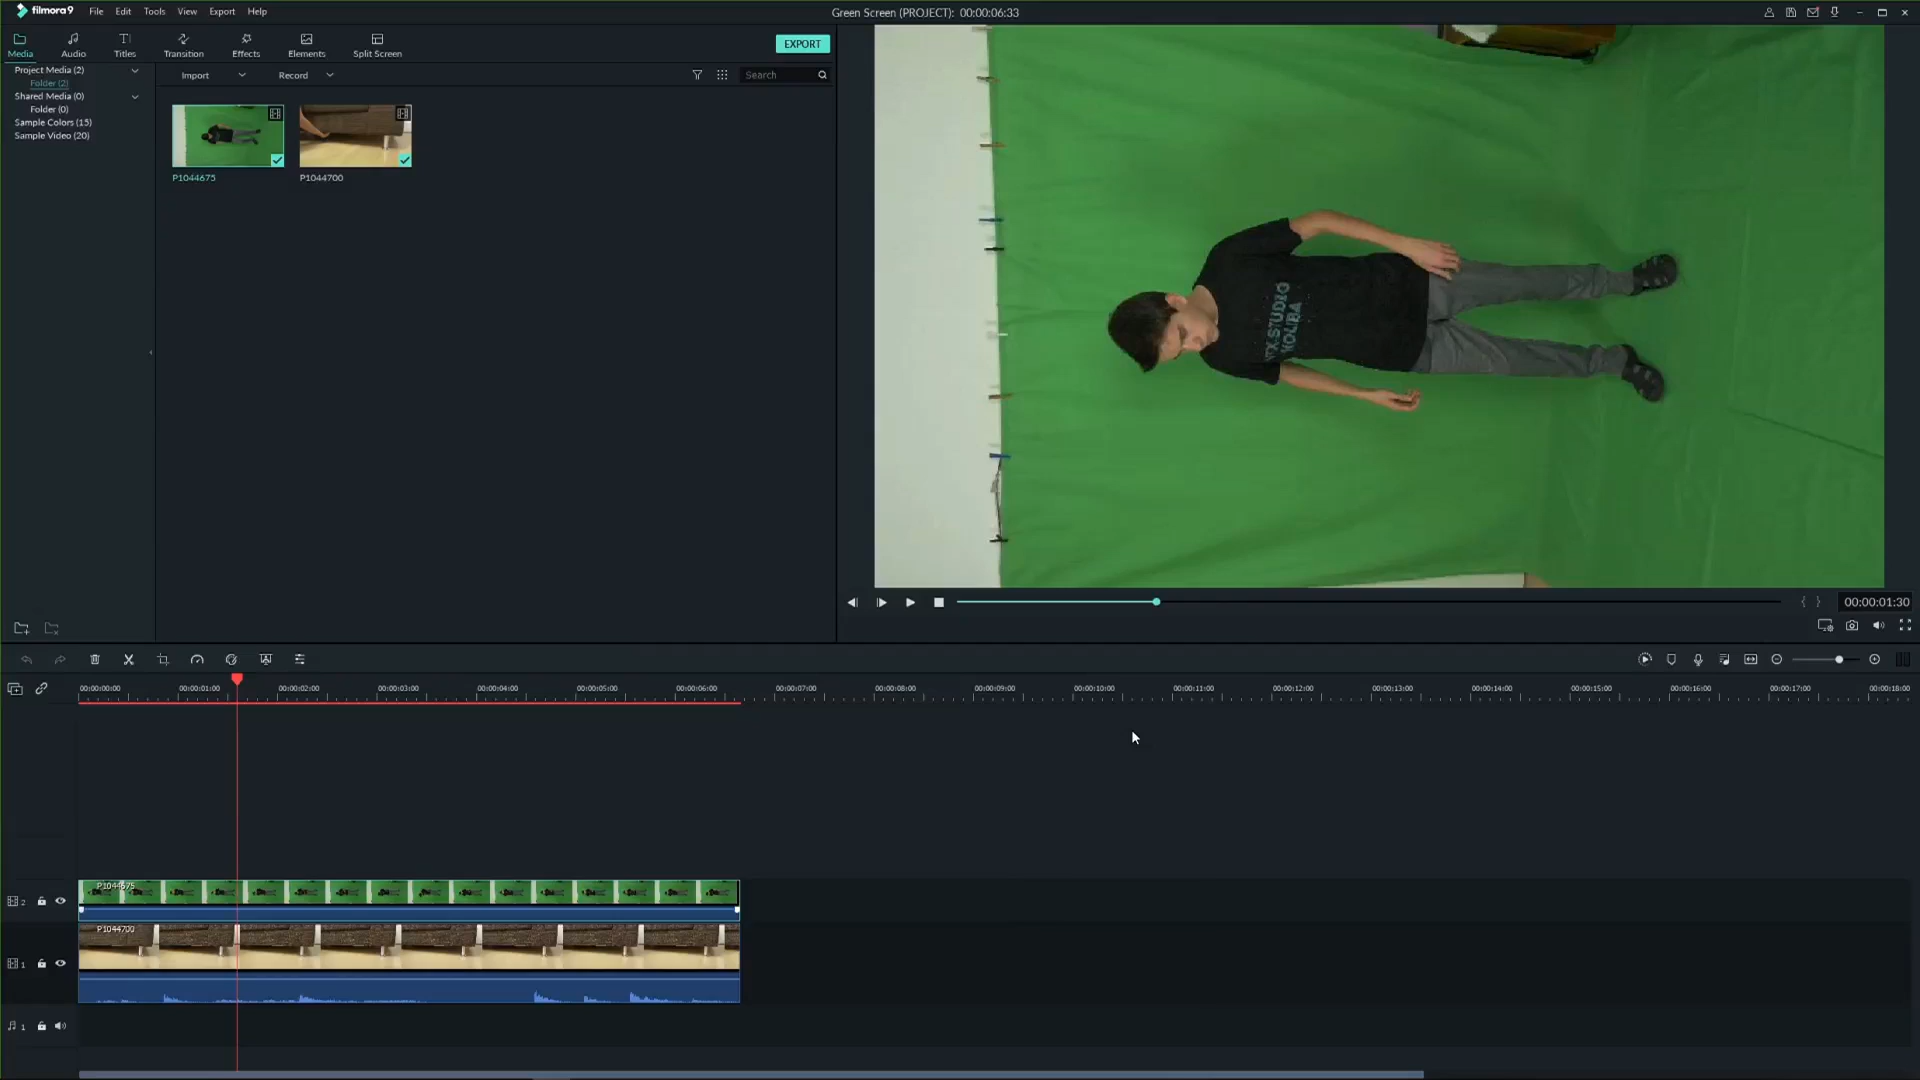 filmora9 File Edit Tools View Export Help
Green Screen (PROJECT): 00:00:06:33
Media Audio Titles Transition Effects Elements Split Screen
EXPORT
Project Media (2)
Folder (2)
Shared Media (0)
Folder (0)
Sample Colors (15)
Sample Video (20)
Import Record Search
P1044675 P1044700
STUDIO
KOLIBA
00:00:01:30
00:00:00:00 00:00:01:00 00:00:02:00 00:00:03:00 00:00:04:00 00:00:05:00 00:00:06:00 00:00:07:00 00:00:08:00 00:00:09:00 00:00:10:00 00:00:11:00 00:00:12:00 00:00:13:00 00:00:14:00 00:00:15:00 00:00:16:00 00:00:17:00 00:00:18:00
P1044675
2
P1044700
1
1